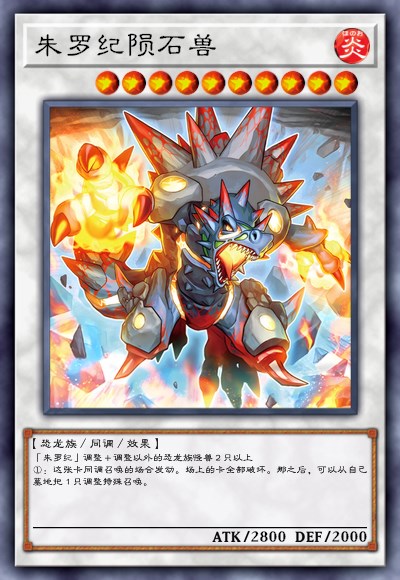 朱罗纪陨石兽
ほのお
炎
【恐龙族／同调／效果】
「朱罗纪」调整＋调整以外的恐龙族怪兽２只以上
①：这张卡同调召唤的场合发动。场上的卡全部破坏。那之后，可以从自己
墓地把１只调整特殊召唤。
ATK/2800 DEF/2000